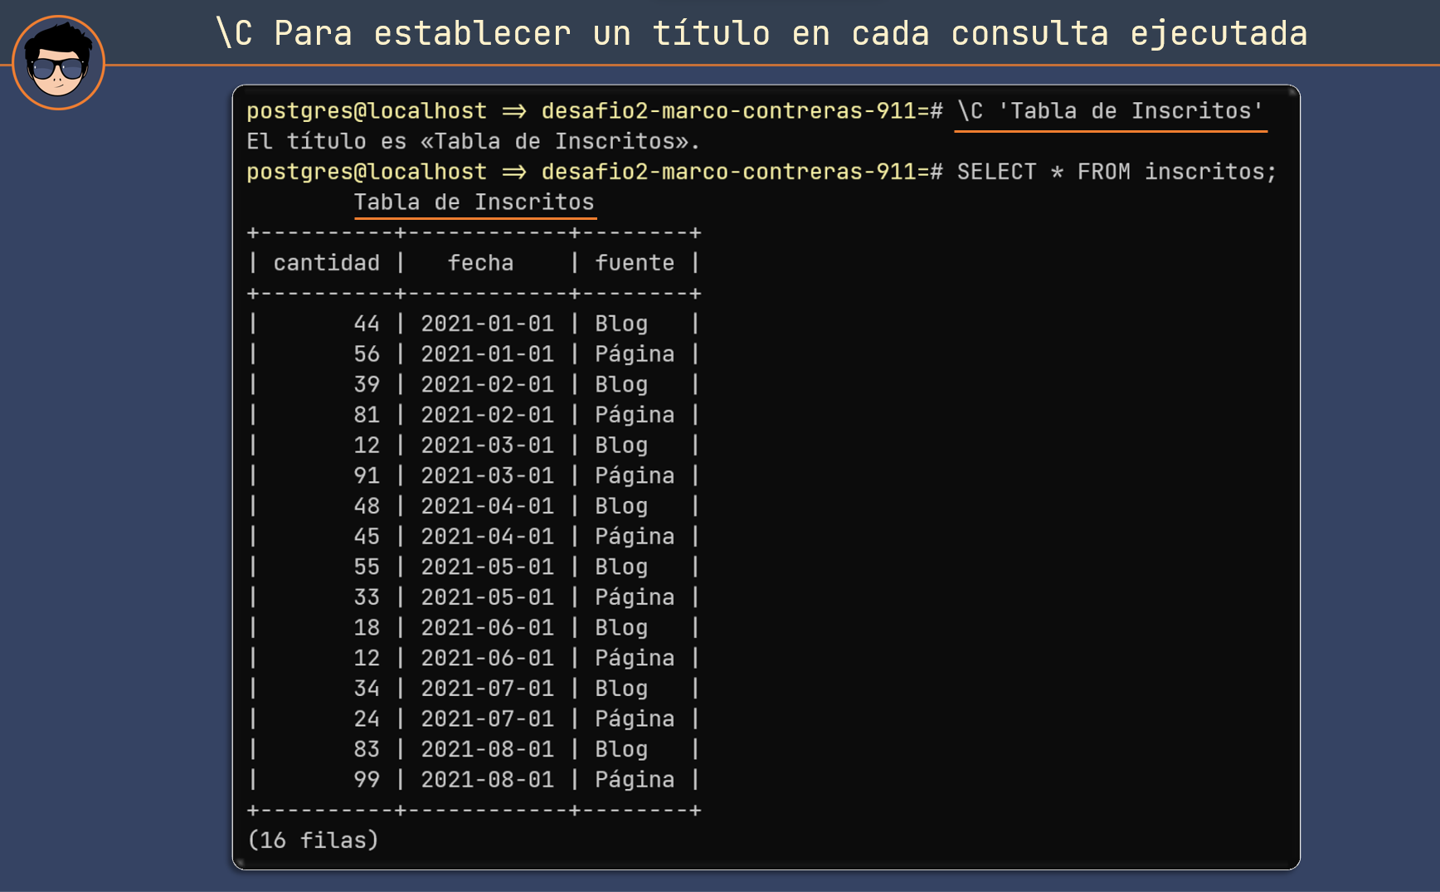 \C Para establecer un título en cada consulta ejecutada
postgres@localhost => desafio2-marco-contreras-911=# \C 'Tabla de Inscritos'
El título es «Tabla de Inscritos».
postgres@localhost => desafio2-marco-contreras-911=# SELECT * FROM inscritos;
        Tabla de Inscritos
+----------+------------+--------+
| cantidad |   fecha    | fuente |
+----------+------------+--------+
|       44 | 2021-01-01 | Blog   |
|       56 | 2021-01-01 | Página |
|       39 | 2021-02-01 | Blog   |
|       81 | 2021-02-01 | Página |
|       12 | 2021-03-01 | Blog   |
|       91 | 2021-03-01 | Página |
|       48 | 2021-04-01 | Blog   |
|       45 | 2021-04-01 | Página |
|       55 | 2021-05-01 | Blog   |
|       33 | 2021-05-01 | Página |
|       18 | 2021-06-01 | Blog   |
|       12 | 2021-06-01 | Página |
|       34 | 2021-07-01 | Blog   |
|       24 | 2021-07-01 | Página |
|       83 | 2021-08-01 | Blog   |
|       99 | 2021-08-01 | Página |
+----------+------------+--------+
(16 filas)